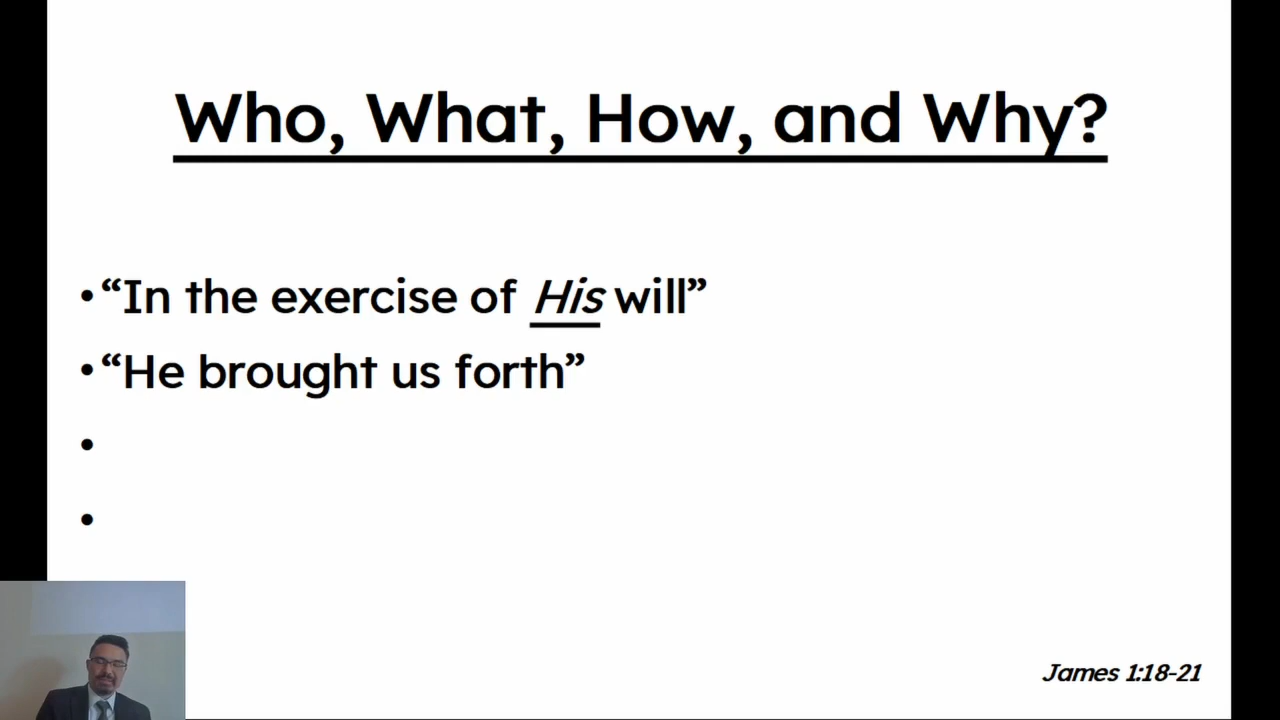 Who, What, How, and Why?
• “In the exercise of His will”
• “He brought us forth”
•
•
James 1:18-21